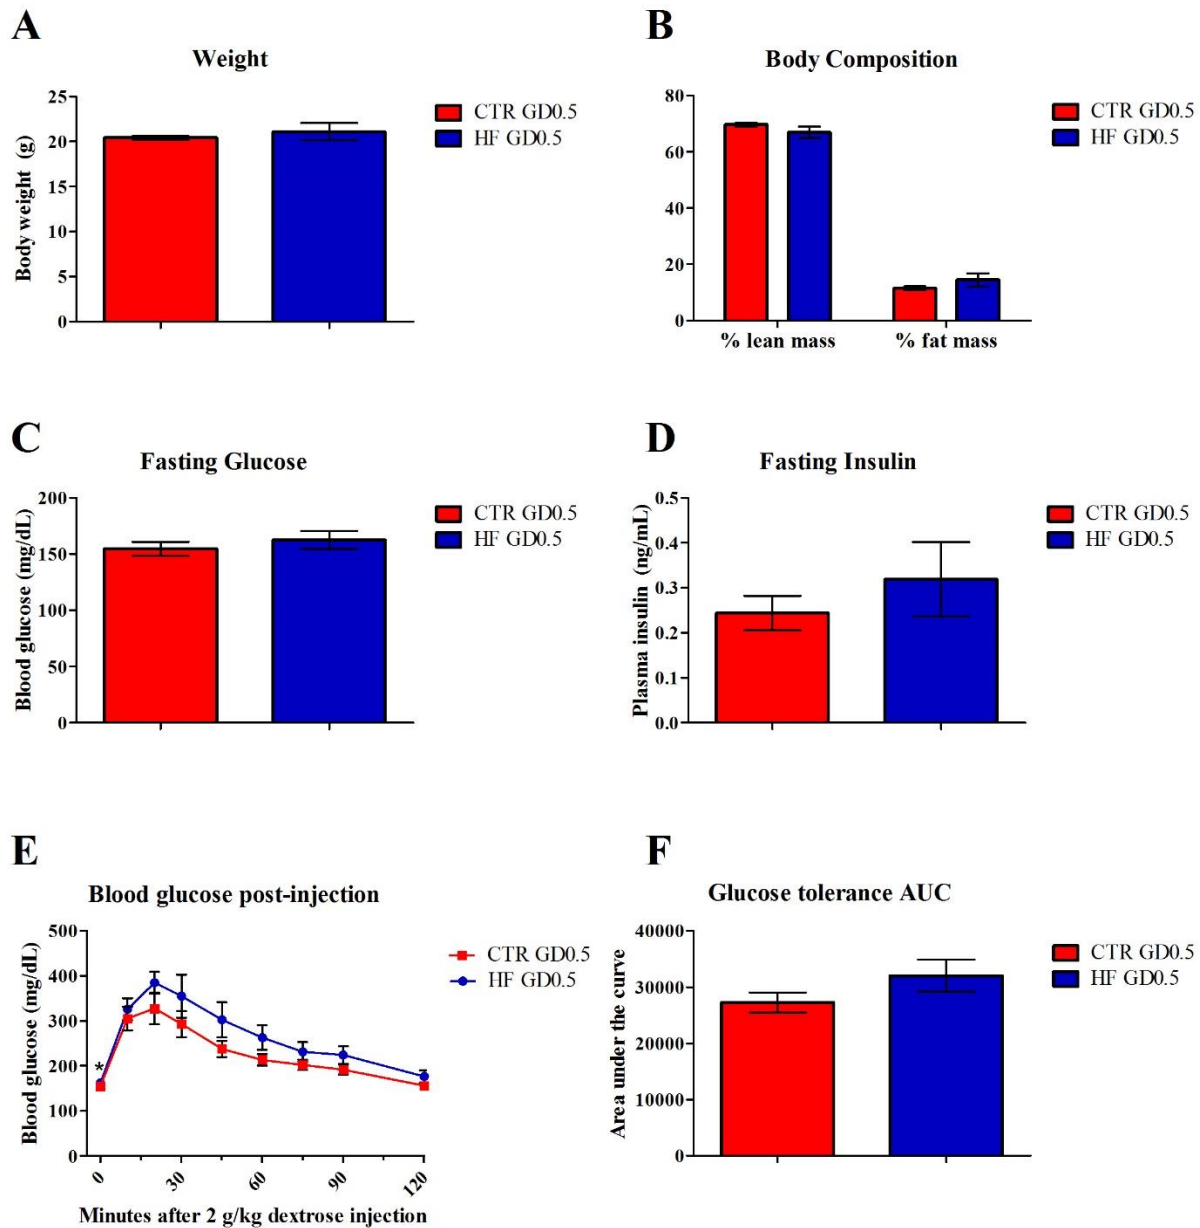 A
Weight
Body weight (g)
25
20
15
10
5
0
CTR GD0.5
HF GD0.5
B
Body Composition
80
60
40
20
0
% lean mass
% fat mass
CTR GD0.5
HF GD0.5
C
Fasting Glucose
Blood glucose (mg/dL)
200
150
100
50
0
CTR GD0.5
HF GD0.5
D
Fasting Insulin
Plasma insulin (ng/mL)
0.5
0.4
0.3
0.2
0.1
0.0
CTR GD0.5
HF GD0.5
E
Blood glucose post-injection
Blood glucose (mg/dL)
500
400
300
200
100
0
*
0
30
60
90
120
Minutes after 2 g/kg dextrose injection
CTR GD0.5
HF GD0.5
F
Glucose tolerance AUC
Area under the curve
40000
30000
20000
10000
0
CTR GD0.5
HF GD0.5